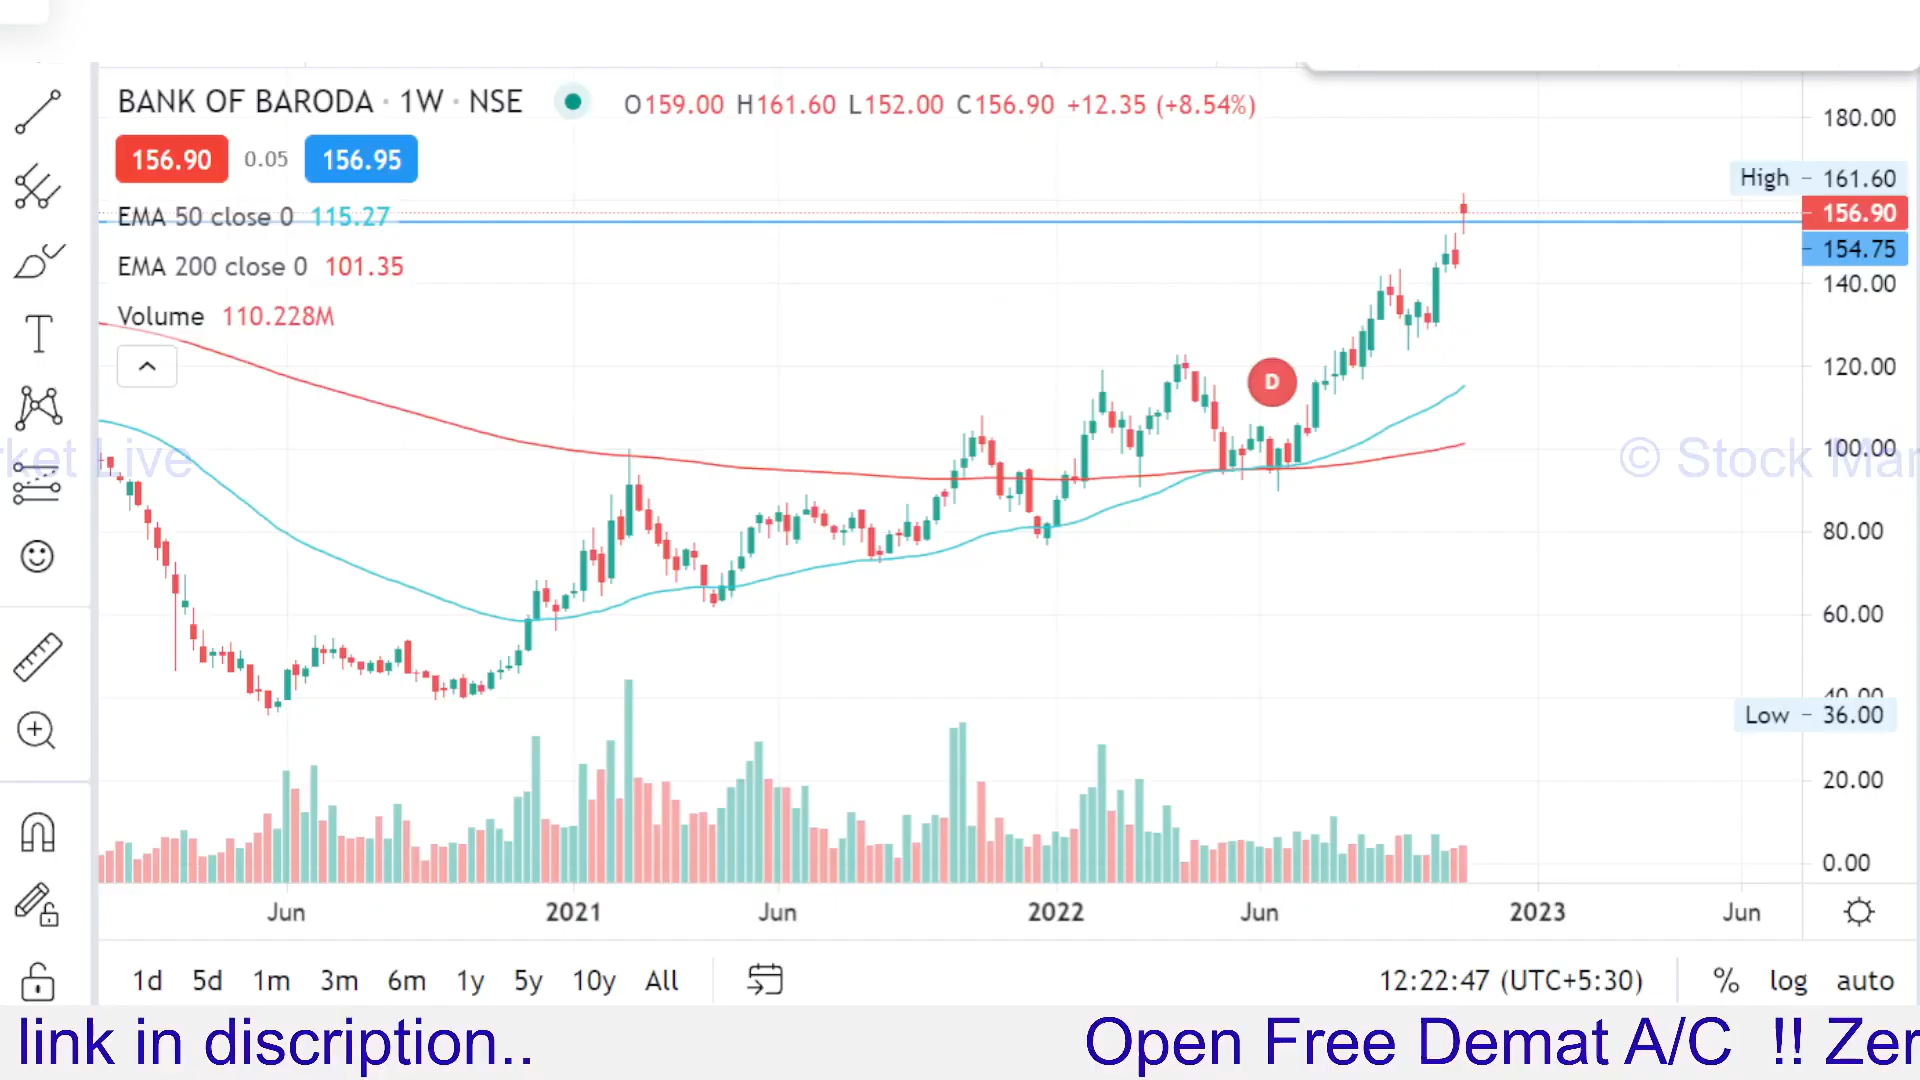 BANK OF BARODA · 1W · NSE O159.00 H161.60 L152.00 C156.90 +12.35 (+8.54%)
156.90 0.05 156.95
EMA 50 close 0 115.27
EMA 200 close 0 101.35
Volume 110.228M
180.00
High - 161.60
156.90
154.75
140.00
120.00
D
100.00
80.00
60.00
40.00
Low - 36.00
20.00
0.00
rket Live
© Stock Mar
T
Jun 2021 Jun 2022 Jun 2023 Jun
1d 5d 1m 3m 6m 1y 5y 10y All 12:22:47 (UTC+5:30) % log auto
link in discription.. Open Free Demat A/C !! Zer